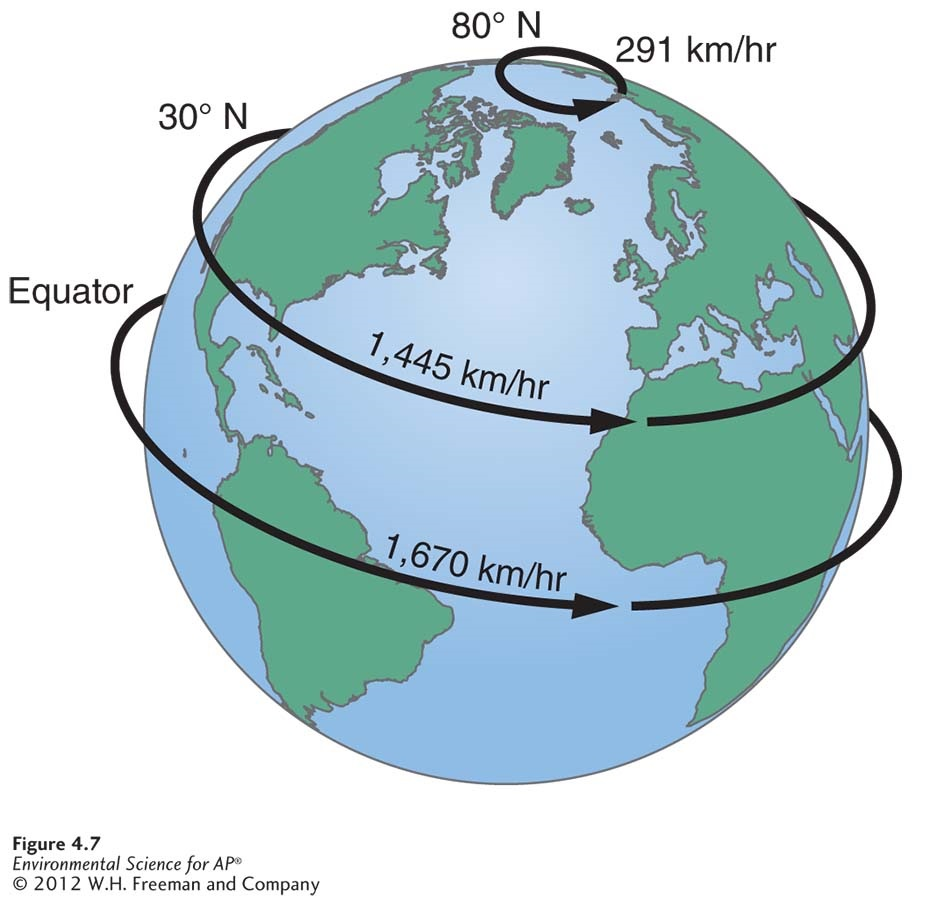 80° N
291 km/hr
30° N
Equator
1,445 km/hr
1,670 km/hr
Figure 4.7
Environmental Science for AP®
© 2012 W.H. Freeman and Company